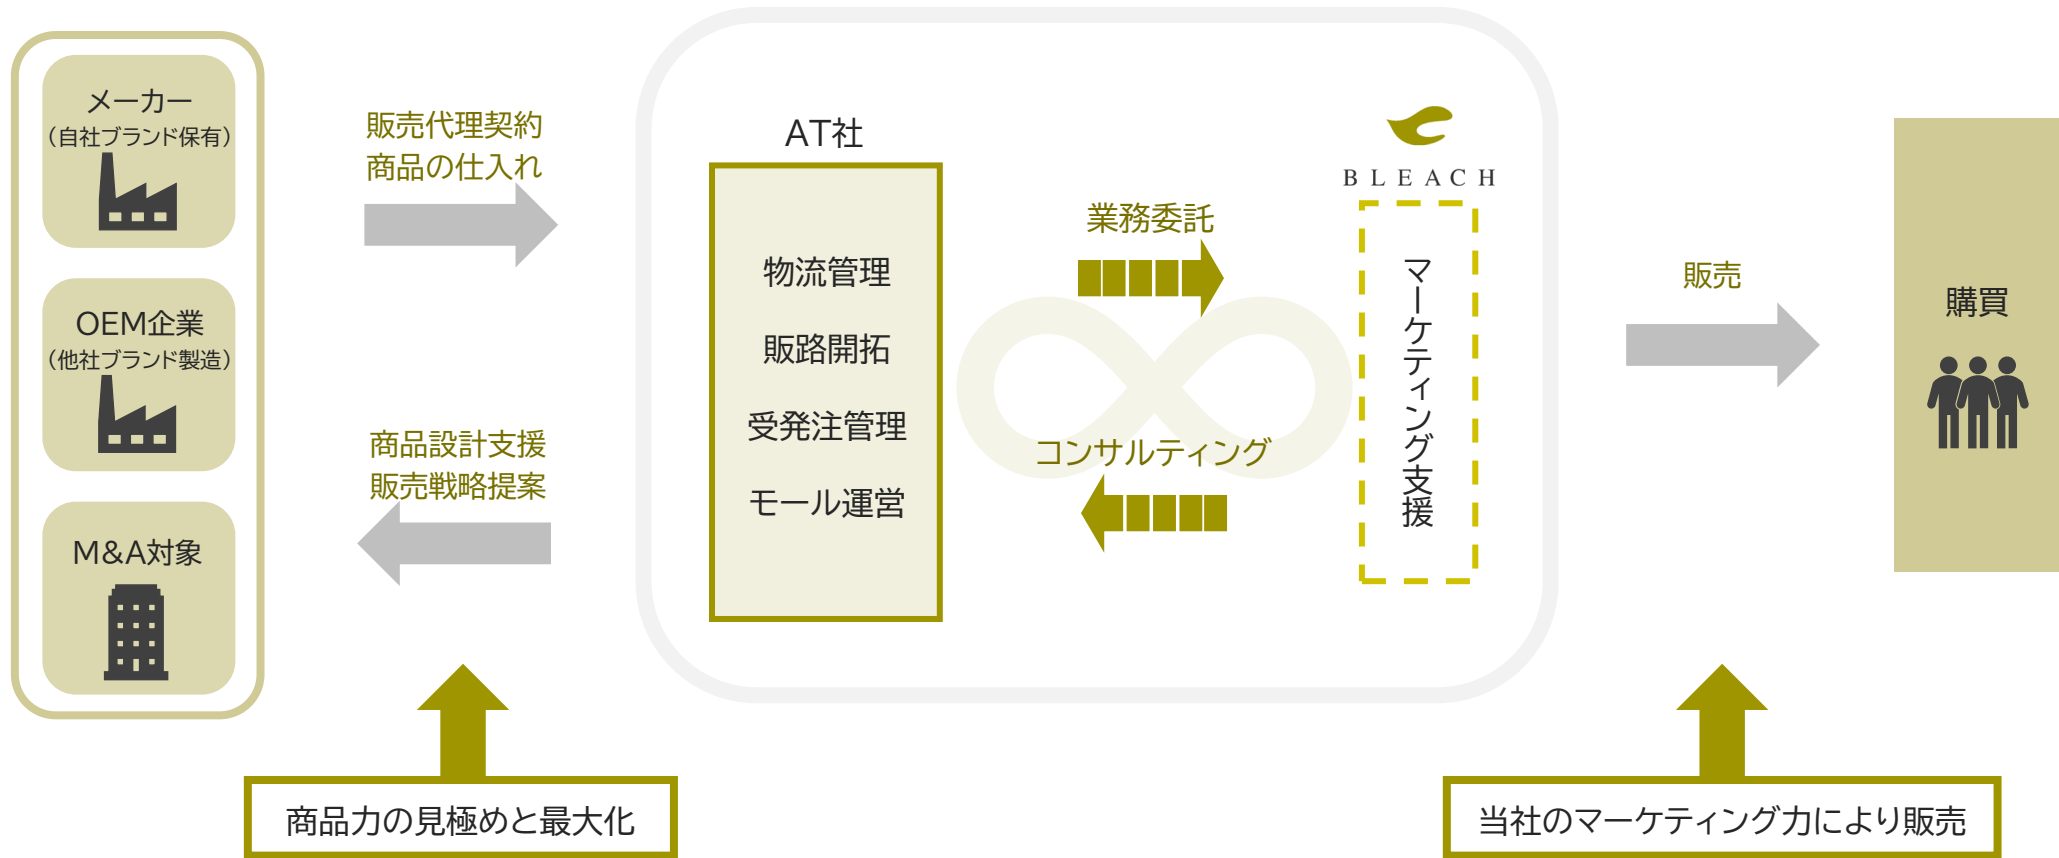 メーカー
（自社ブランド保有）
OEM企業
（他社ブランド製造）
M&A対象
販売代理契約
商品の仕入れ
商品設計支援
販売戦略提案
AT社
物流管理
販路開拓
受発注管理
モール運営
業務委託
コンサルティング
BLEACH
マーケティング支援
販売
購買
商品力の見極めと最大化
当社のマーケティング力により販売